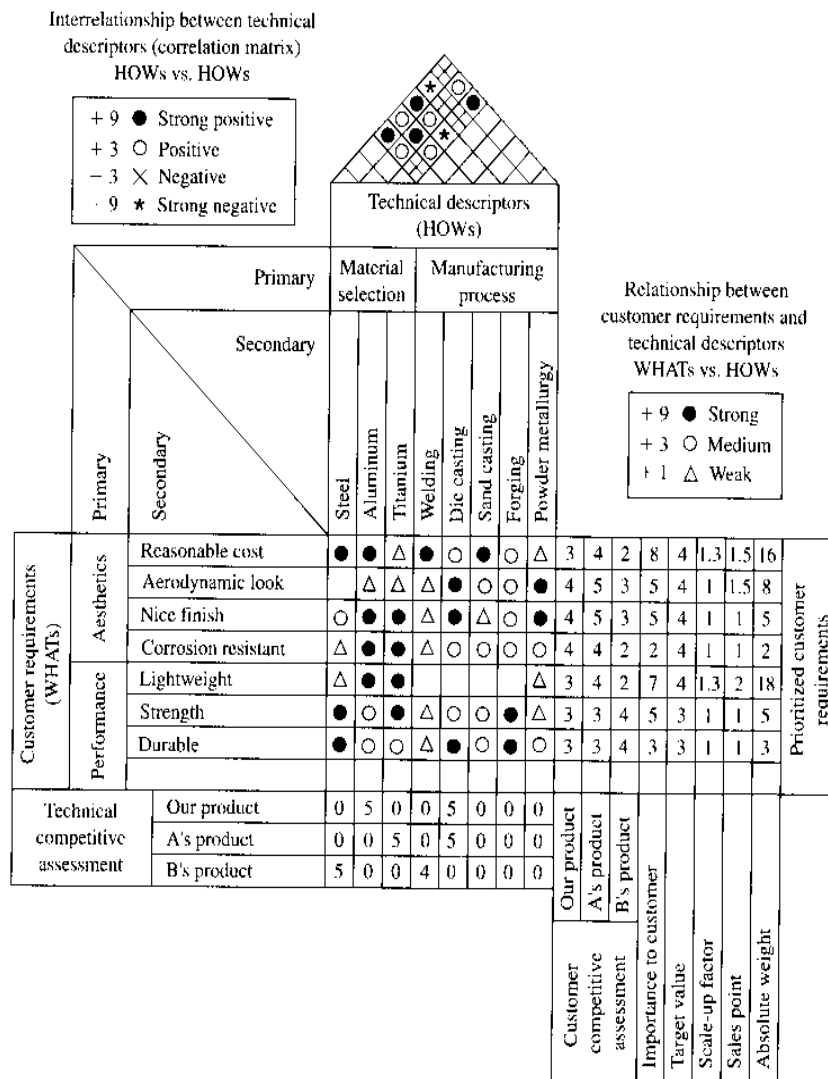 Interrelationship between technical
descriptors (correlation matrix)
HOWs vs. HOWs
+ 9 ● Strong positive
+ 3 ○ Positive
− 3 × Negative
· 9 ★ Strong negative
Technical descriptors
(HOWs)
Primary
Material
selection
Manufacturing
process
Relationship between
customer requirements and
technical descriptors
WHATs vs. HOWs
+ 9 ● Strong
+ 3 ○ Medium
+ 1 △ Weak
Secondary
Primary
Secondary
Steel
Aluminum
Titanium
Welding
Die casting
Sand casting
Forging
Powder metallurgy
Customer requirements
(WHATs)
Aesthetics
Performance
Reasonable cost ● ● △ ● ○ ● ○ △ 3 4 2 8 4 1.3 1.5 16
Aerodynamic look △ △ △ ● ○ ○ ● 4 5 3 5 4 1 1.5 8
Nice finish ○ ● ● △ ● △ ○ ● 4 5 3 5 4 1 1 5
Corrosion resistant △ ● ● △ ○ ○ ○ ○ 4 4 2 2 4 1 1 2
Lightweight △ ● ● △ 3 4 2 7 4 1.3 2 18
Strength ● ○ ● △ ○ ○ ● △ 3 3 4 5 3 1 1 5
Durable ● ○ ○ △ ● ○ ● ○ 3 3 4 3 3 1 1 3
Prioritized customer
requirements
Technical
competitive
assessment
Our product 0 5 0 0 5 0 0 0
A's product 0 0 5 0 5 0 0 0
B's product 5 0 0 4 0 0 0 0
Our product
A's product
B's product
Customer
competitive
assessment
Importance to customer
Target value
Scale-up factor
Sales point
Absolute weight